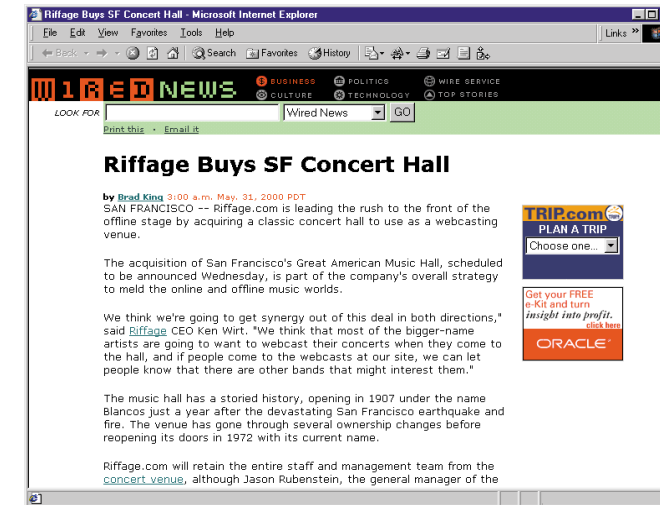 Riffage Buys SF Concert Hall - Microsoft Internet Explorer
File Edit View Favorites Tools Help
Links »
Back
Search Favorites History
WIRED NEWS
BUSINESS POLITICS WIRE SERVICE
CULTURE TECHNOLOGY TOP STORIES
LOOK FOR Wired News GO
Print this · Email it
Riffage Buys SF Concert Hall
by Brad King 3:00 a.m. May. 31, 2000 PDT
SAN FRANCISCO -- Riffage.com is leading the rush to the front of the
offline stage by acquiring a classic concert hall to use as a webcasting
venue.
The acquisition of San Francisco's Great American Music Hall, scheduled
to be announced Wednesday, is part of the company's overall strategy
to meld the online and offline music worlds.
We think we're going to get synergy out of this deal in both directions,"
said Riffage CEO Ken Wirt. "We think that most of the bigger-name
artists are going to want to webcast their concerts when they come to
the hall, and if people come to the webcasts at our site, we can let
people know that there are other bands that might interest them."
The music hall has a storied history, opening in 1907 under the name
Blancos just a year after the devastating San Francisco earthquake and
fire. The venue has gone through several ownership changes before
reopening its doors in 1972 with its current name.
Riffage.com will retain the entire staff and management team from the
concert venue, although Jason Rubenstein, the general manager of the
TRIP.com
PLAN A TRIP
Choose one...
Get your FREE
e-Kit and turn
insight into profit.
click here
ORACLE